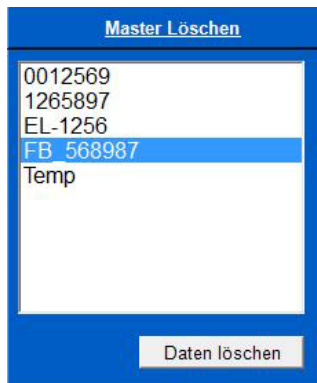 Master Löschen
0012569
1265897
EL-1256
FB_568987
Temp
Daten löschen